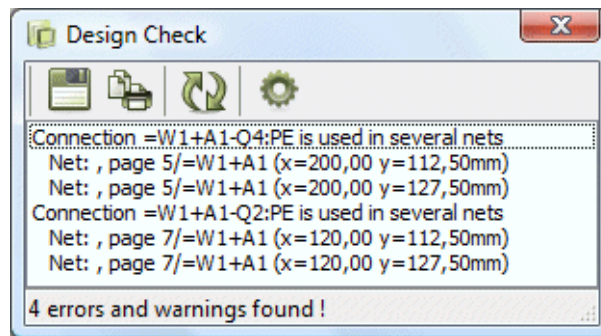 Design Check
Connection =W1+A1-Q4:PE is used in several nets
Net: , page 5/=W1+A1 (x=200,00 y=112,50mm)
Net: , page 5/=W1+A1 (x=200,00 y=127,50mm)
Connection =W1+A1-Q2:PE is used in several nets
Net: , page 7/=W1+A1 (x=120,00 y=112,50mm)
Net: , page 7/=W1+A1 (x=120,00 y=127,50mm)
4 errors and warnings found !